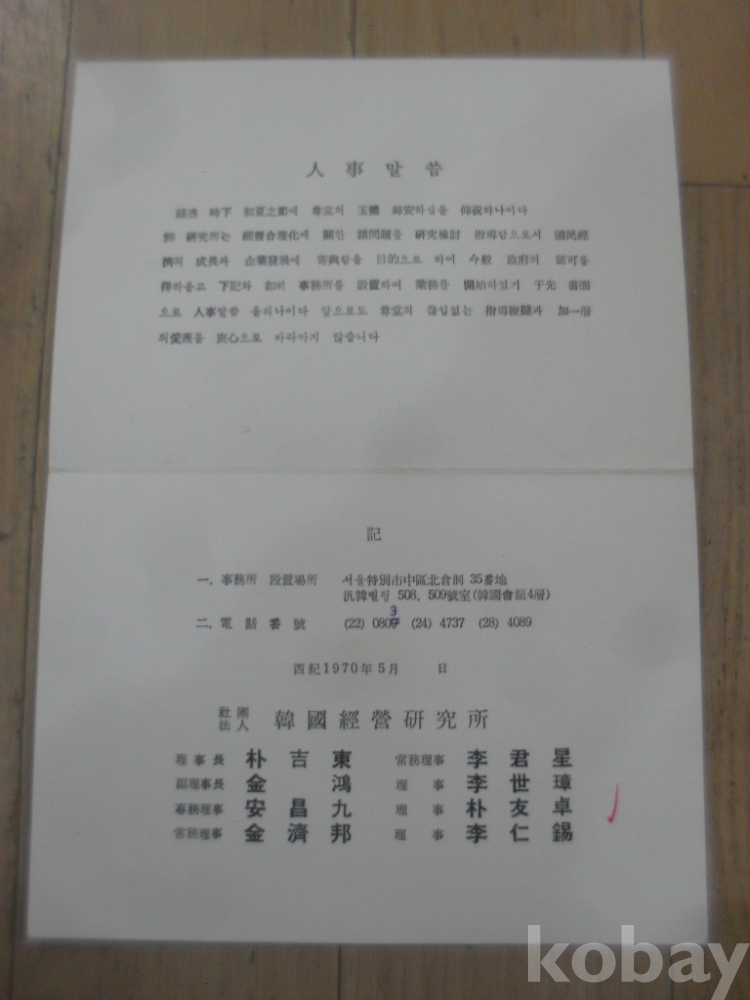 人事말씀
謹啓 時下 初夏之節에 尊堂의 玉體 錦安하심을 仰祝하나이다
弊 研究所는 經營合理化에 關한 諸問題를 研究檢討 指導함으로서 國民經
濟의 成長과 企業發展에 寄與함을 目的으로 하여 今般 政府의 認可를
得하옵고 下記와 如히 事務所를 設置하여 業務를 開始하였기 于先 書面
으로 人事말씀 올리나이다 앞으로도 尊堂의 끊임없는 指導鞭撻과 加一層
의愛護를 衷心으로 바라마지 않습니다
記
一. 事務所 設置場所 서울特別市中區北倉洞 35番地
汎韓빌딩 508, 509號室(韓國會館4層)
3
二. 電話番號 (22) 0809 (24) 4737 (28) 4089
西紀1970年5月 日
社團法人 韓國經營研究所
理事長 朴吉東 常務理事 李君星
副理事長 金鴻 理事 李世璋
專務理事 安昌九 理事 朴友卓
常務理事 金濟邦 理事 李仁錫
kobay